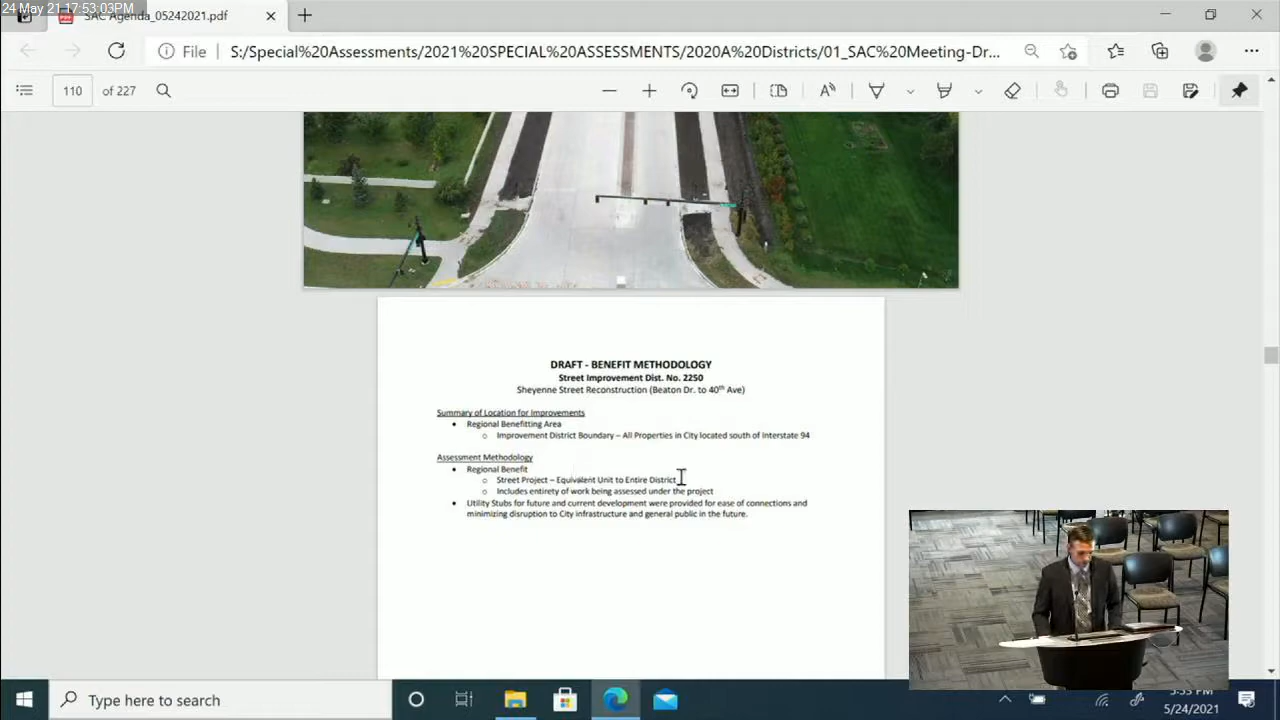 24 May 21 17:53:03PM
SAC Agenda_05242021.pdf
File
S:/Special%20Assessments/2021%20SPECIAL%20ASSESSMENTS/2020A%20Districts/01_SAC%20Meeting-Dr...
110 of 227
DRAFT - BENEFIT METHODOLOGY
Street Improvement Dist. No. 2250
Sheyenne Street Reconstruction (Beaton Dr. to 40th Ave)
Summary of Location for Improvements
• Regional Benefitting Area
o Improvement District Boundary – All Properties in City located south of Interstate 94
Assessment Methodology
• Regional Benefit
o Street Project – Equivalent Unit to Entire District
o Includes entirety of work being assessed under the project
• Utility Stubs for future and current development were provided for ease of connections and
minimizing disruption to City infrastructure and general public in the future.
Type here to search
5:53 PM
5/24/2021